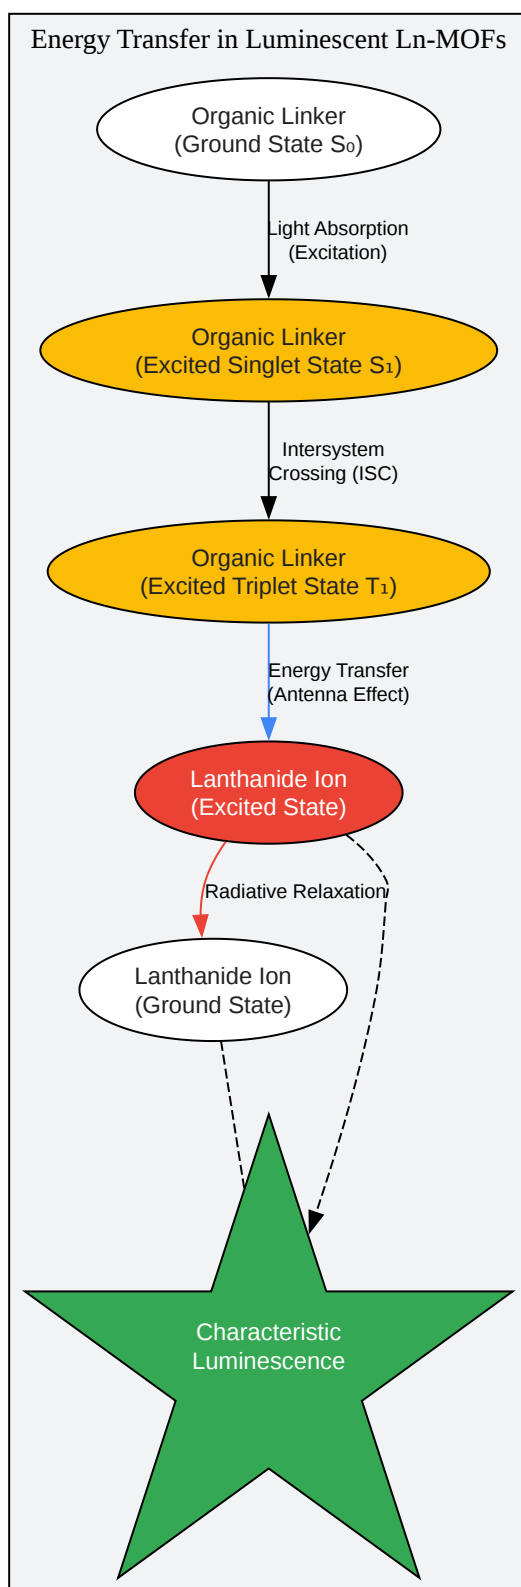 Energy Transfer in Luminescent Ln-MOFs
Organic Linker
(Ground State S₀)
Light Absorption
(Excitation)
Organic Linker
(Excited Singlet State S₁)
Intersystem
Crossing (ISC)
Organic Linker
(Excited Triplet State T₁)
Energy Transfer
(Antenna Effect)
Lanthanide Ion
(Excited State)
Radiative Relaxation
Lanthanide Ion
(Ground State)
Characteristic
Luminescence